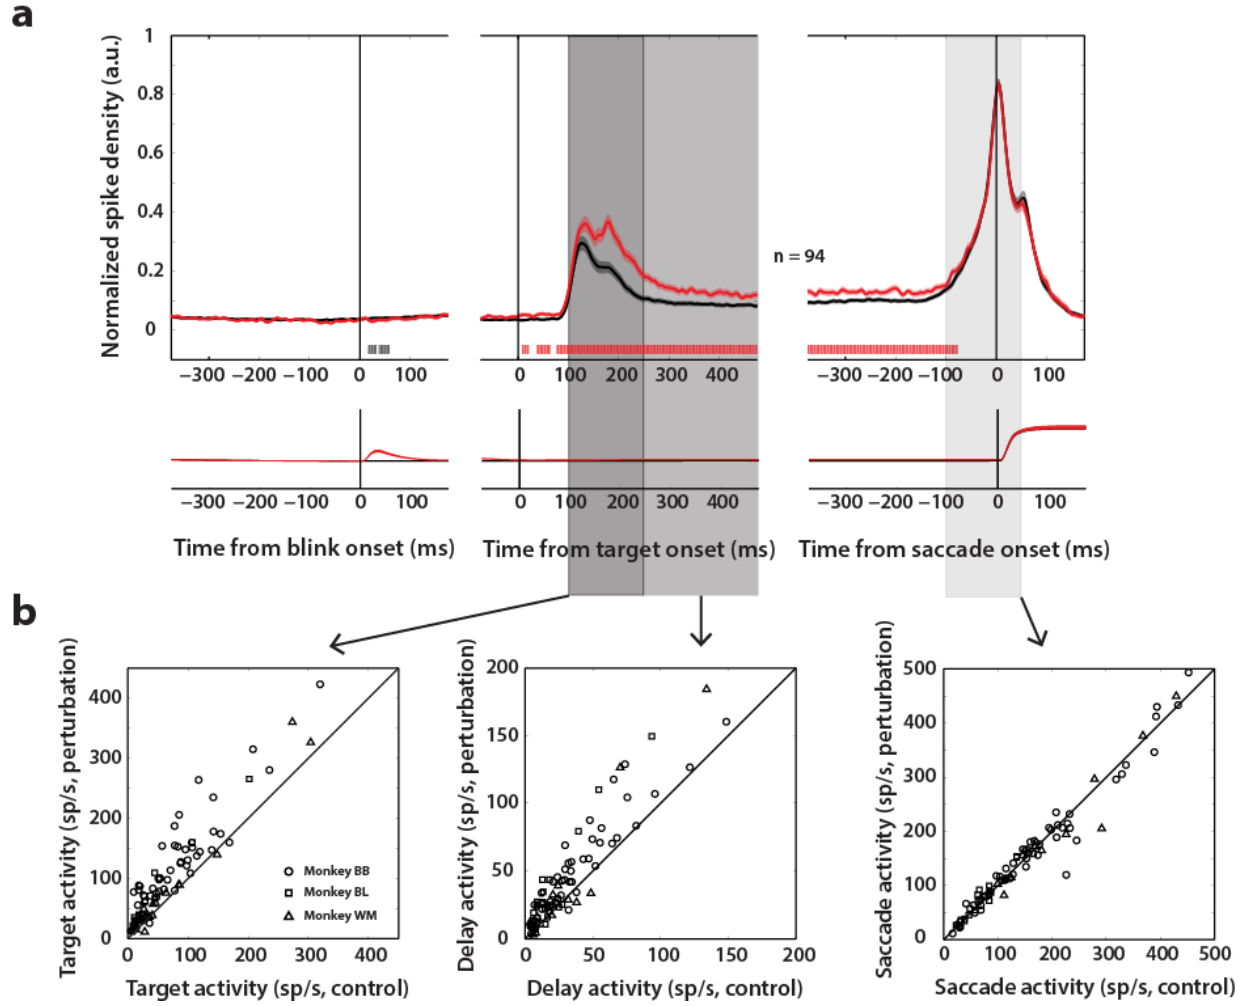 a
Normalized spike density (a.u.)
1
0.8
0.6
0.4
0.2
0
n = 94
−300 −200 −100 0 100
0 100 200 300 400
−300 −200 −100 0 100
−300 −200 −100 0 100
0 100 200 300 400
−300 −200 −100 0 100
Time from blink onset (ms)
Time from target onset (ms)
Time from saccade onset (ms)
b
Target activity (sp/s, perturbation)
400
300
200
100
0
0 100 200 300 400
Target activity (sp/s, control)
Monkey BB
Monkey BL
Monkey WM
Delay activity (sp/s, perturbation)
200
150
100
50
0
0 50 100 150 200
Delay activity (sp/s, control)
Saccade activity (sp/s, perturbation)
500
400
300
200
100
0
0 100 200 300 400 500
Saccade activity (sp/s, control)